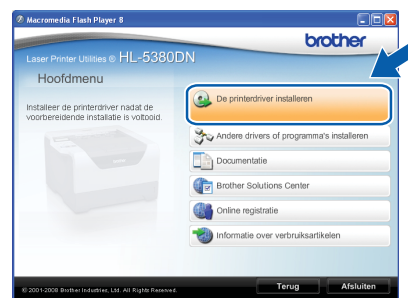 Macromedia Flash Player 8
brother
Laser Printer Utilities ® HL-5380DN
Hoofdmenu
Installeer de printerdriver nadat de
voorbereidende installatie is voltooid.
De printerdriver installeren
Andere drivers of programma's installeren
Documentatie
Brother Solutions Center
Online registratie
Informatie over verbruiksartikelen
© 2001-2008 Brother Industries, Ltd. All Rights Reserved.
Terug
Afsluiten